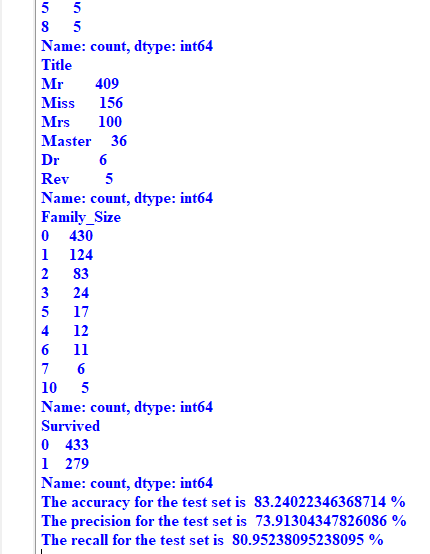 5 5
8 5
Name: count, dtype: int64
Title
Mr 409
Miss 156
Mrs 100
Master 36
Dr 6
Rev 5
Name: count, dtype: int64
Family_Size
0 430
1 124
2 83
3 24
5 17
4 12
6 11
7 6
10 5
Name: count, dtype: int64
Survived
0 433
1 279
Name: count, dtype: int64
The accuracy for the test set is 83.24022346368714 %
The precision for the test set is 73.91304347826086 %
The recall for the test set is 80.95238095238095 %